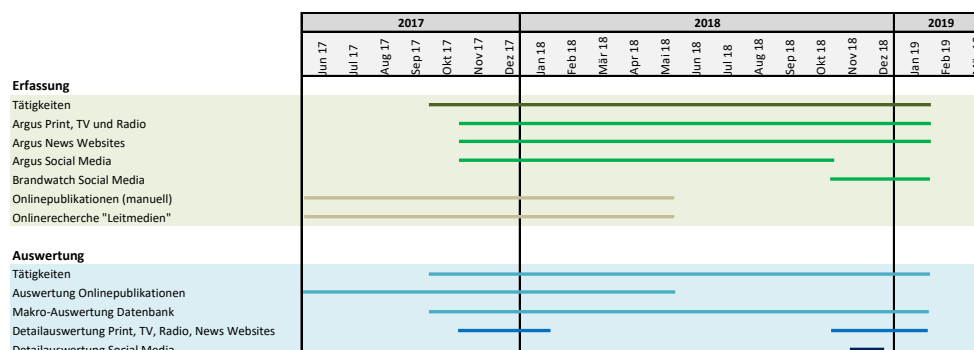 2017 2018 2019
Jun 17 Jul 17 Aug 17 Sep 17 Okt 17 Nov 17 Dez 17 Jan 18 Feb 18 Mär 18 Apr 18 Mai 18 Jun 18 Jul 18 Aug 18 Sep 18 Okt 18 Nov 18 Dez 18 Jan 19 Feb 19
Erfassung
Tätigkeiten
Argus Print, TV und Radio
Argus News Websites
Argus Social Media
Brandwatch Social Media
Onlinepublikationen (manuell)
Onlinerecherche "Leitmedien"
Auswertung
Tätigkeiten
Auswertung Onlinepublikationen
Makro-Auswertung Datenbank
Detailauswertung Print, TV, Radio, News Websites
Detailauswertung Social Media